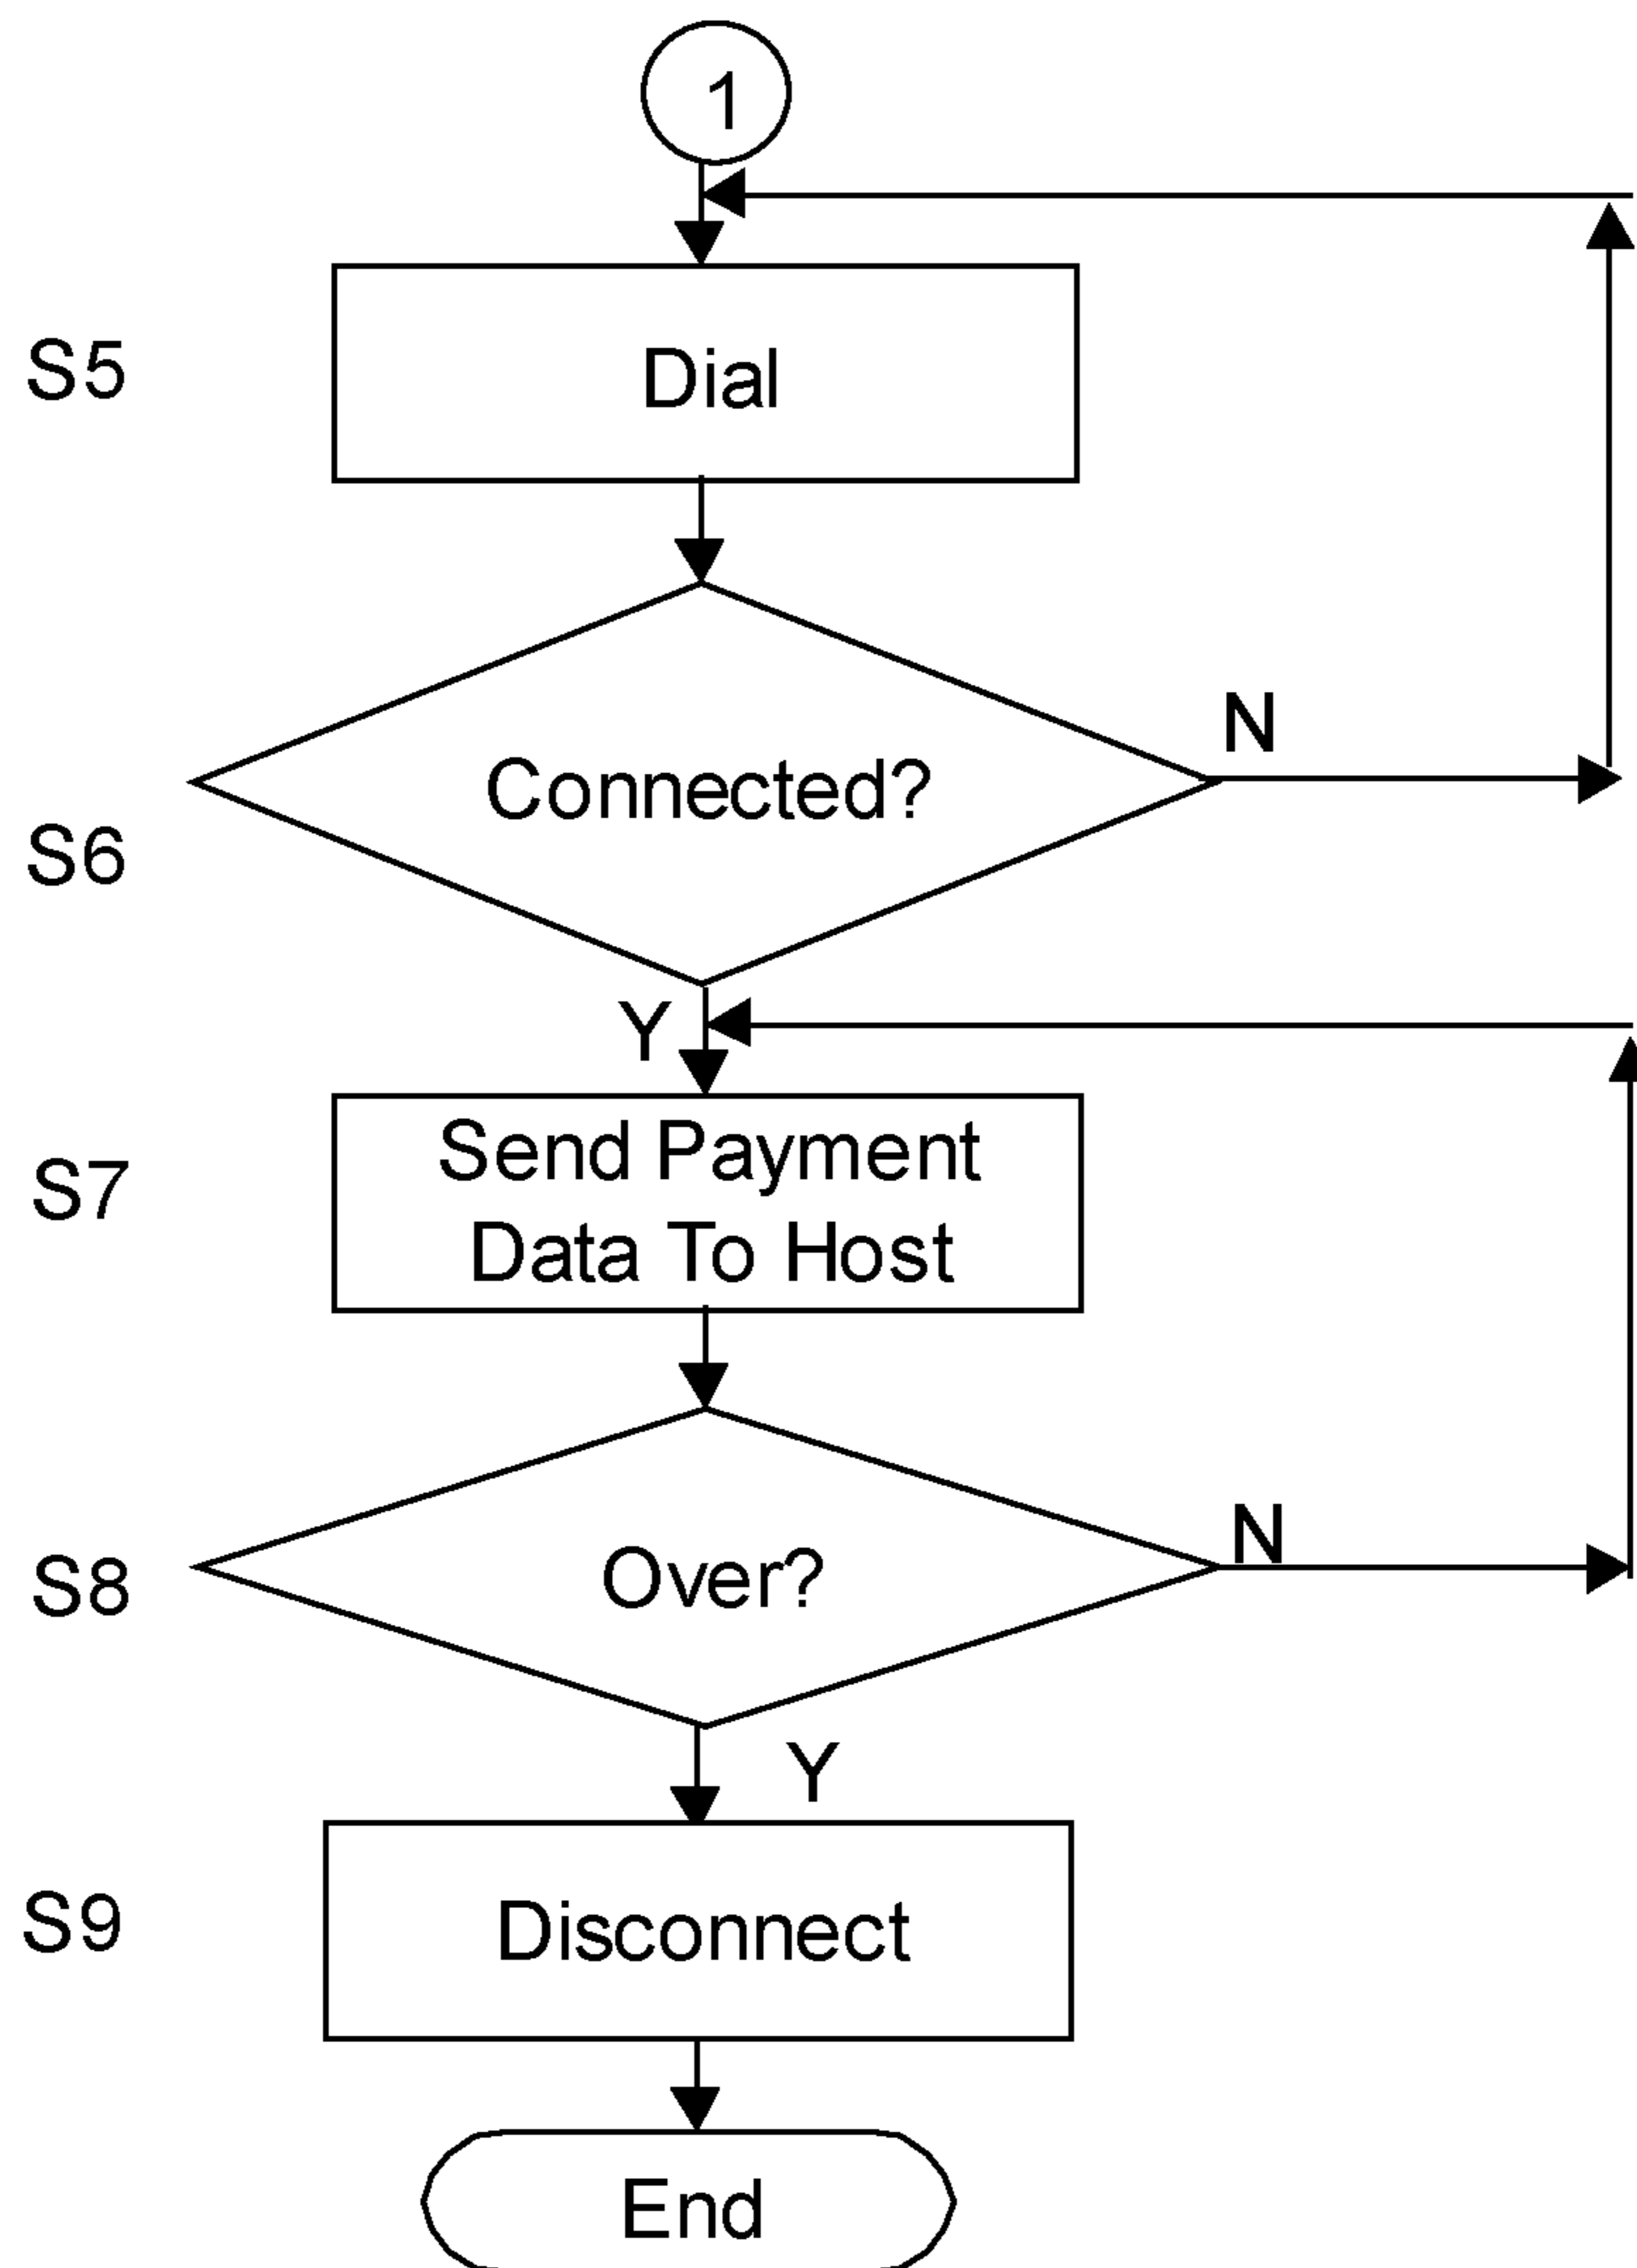 1
S5
Dial
Connected?
N
S6
Y
Send Payment
S7
Data To Host
N
S8
Over?
Y
S9
Disconnect
End